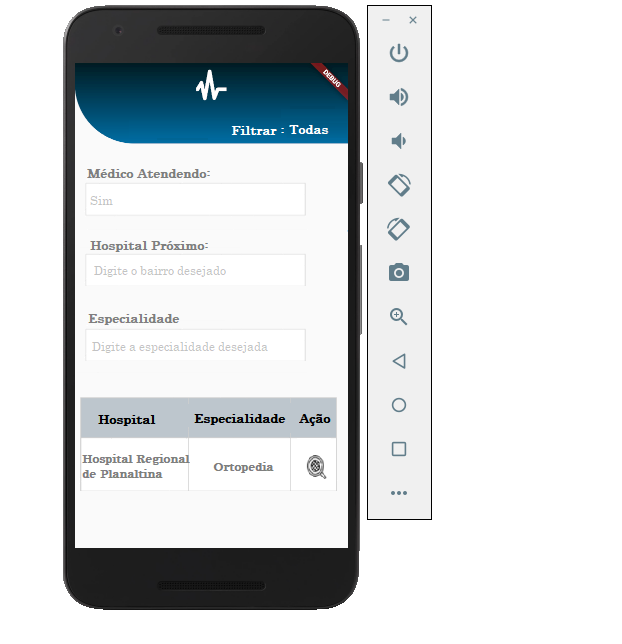 DEBUG
Filtrar : Todas
Médico Atendendo:
Sim
Hospital Próximo:
Digite o bairro desejado
Especialidade
Digite a especialidade desejada
Hospital Especialidade Ação
Hospital Regional
de Planaltina
Ortopedia